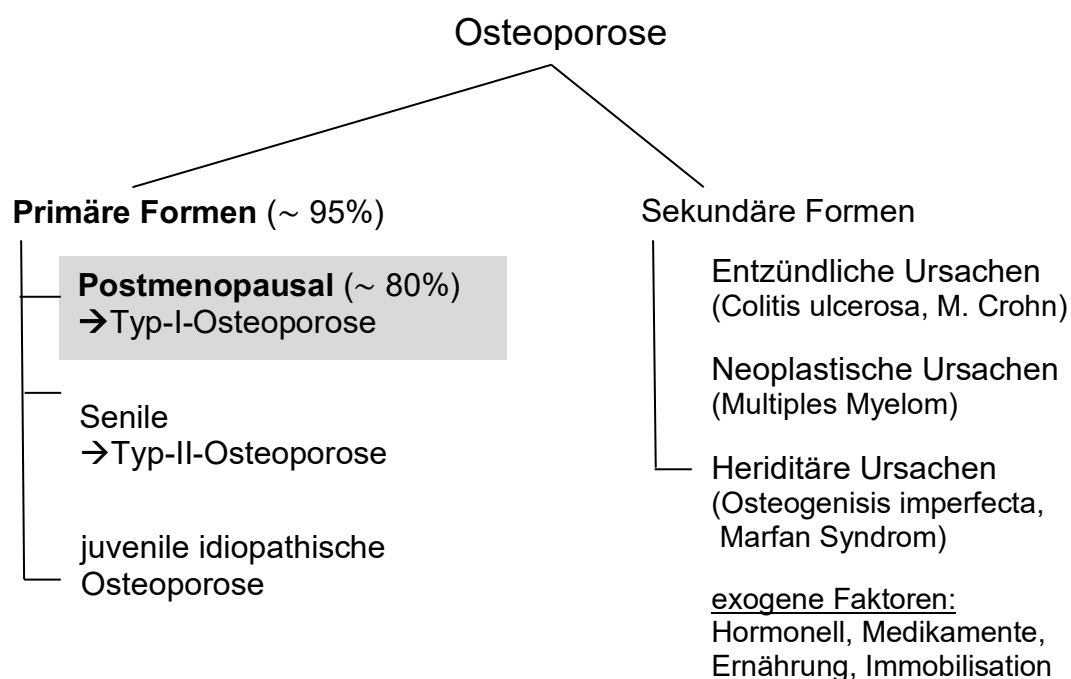 Osteoporose
Primäre Formen (~ 95%)
Postmenopausal (~ 80%)
→Typ-I-Osteoporose
Senile
→Typ-II-Osteoporose
juvenile idiopathische
Osteoporose
Sekundäre Formen
Entzündliche Ursachen
(Colitis ulcerosa, M. Crohn)
Neoplastische Ursachen
(Multiples Myelom)
Heriditäre Ursachen
(Osteogenisis imperfecta,
Marfan Syndrom)
exogene Faktoren:
Hormonell, Medikamente,
Ernährung, Immobilisation